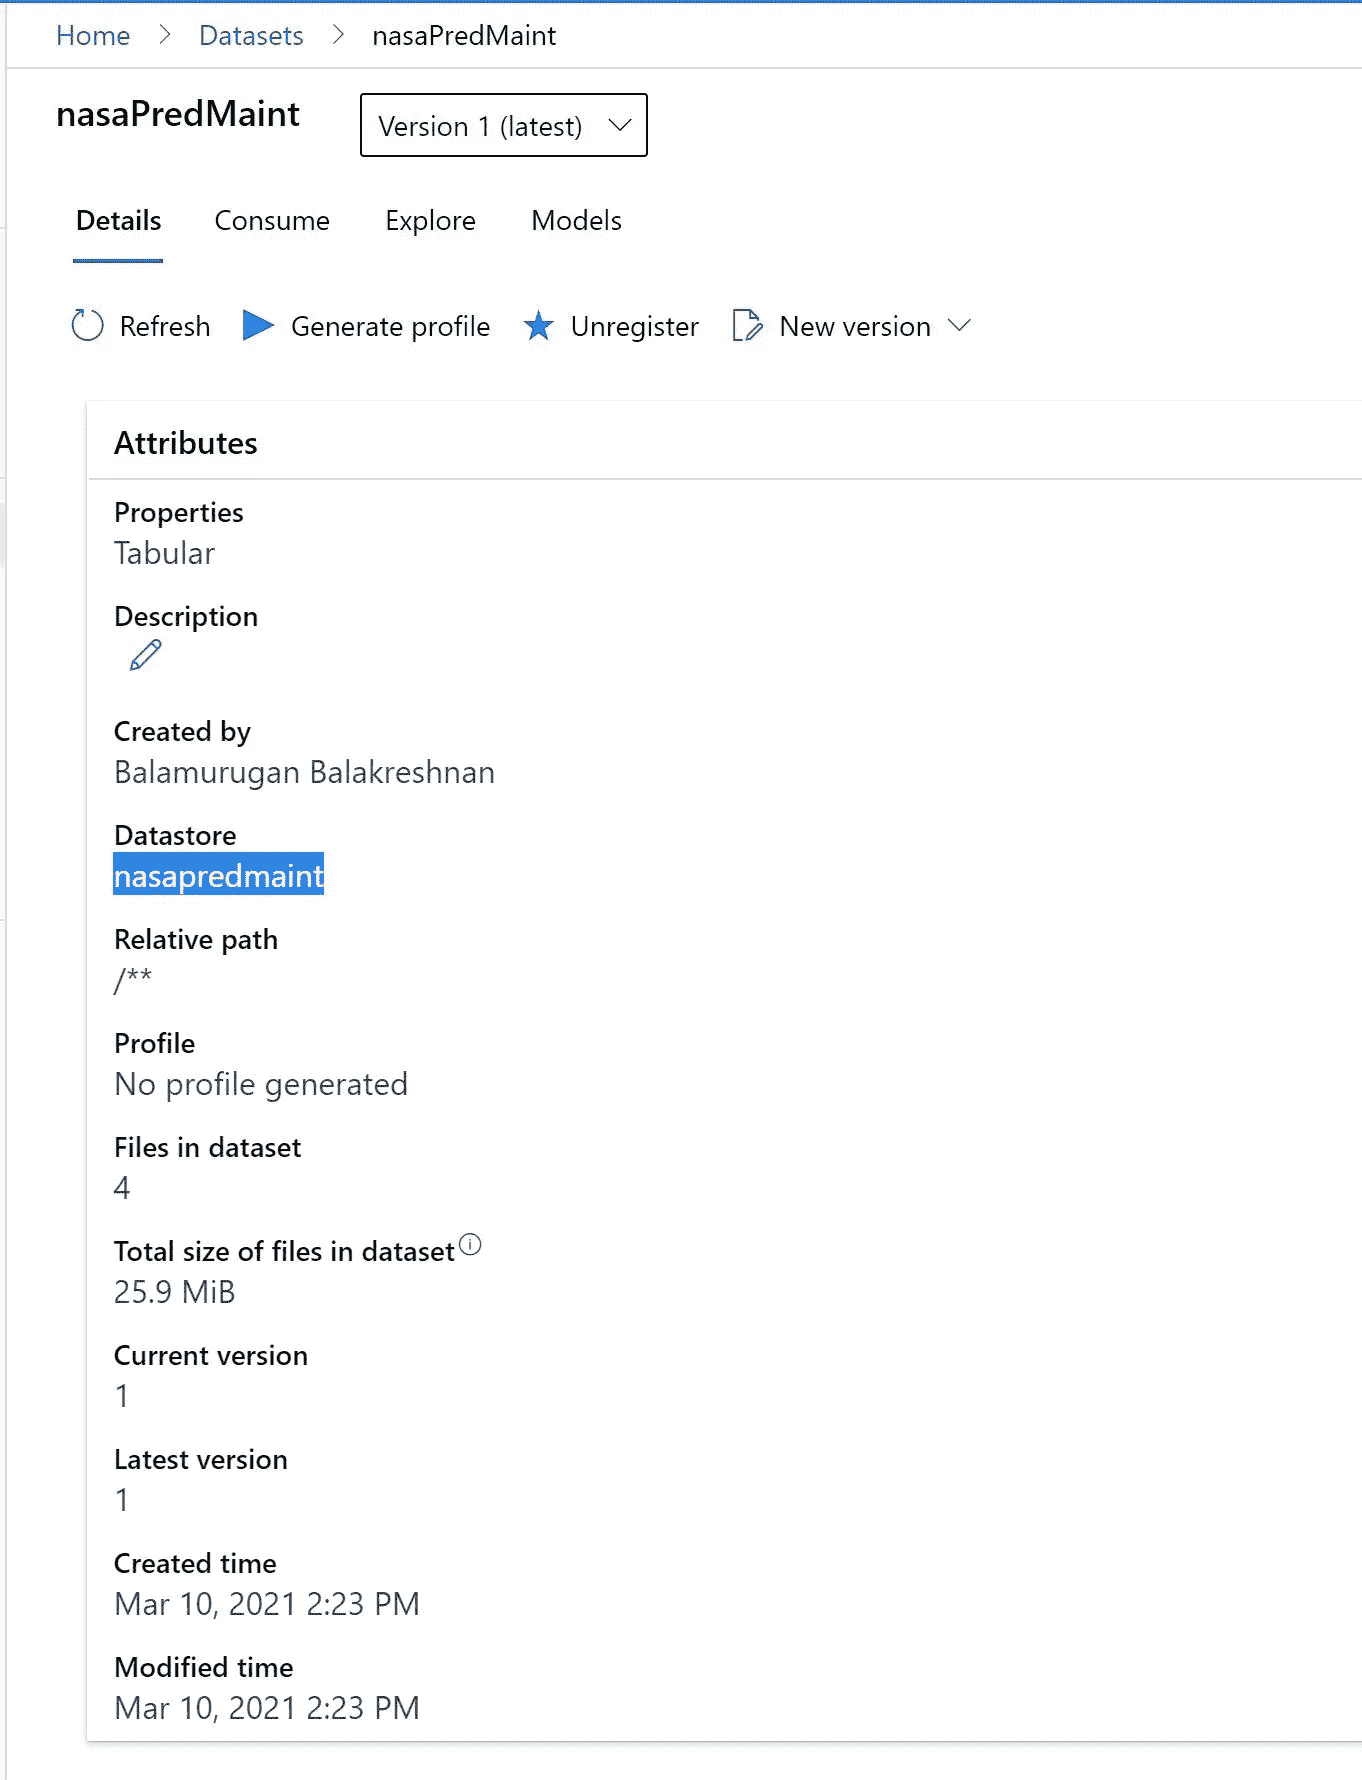 Home > Datasets > nasaPredMaint
nasaPredMaint
Version 1 (latest)
Details Consume Explore Models
Refresh Generate profile Unregister New version
Attributes
Properties
Tabular
Description
Created by
Balamurugan Balakreshnan
Datastore
nasapredmaint
Relative path
/**
Profile
No profile generated
Files in dataset
4
Total size of files in dataset
25.9 MiB
Current version
1
Latest version
1
Created time
Mar 10, 2021 2:23 PM
Modified time
Mar 10, 2021 2:23 PM